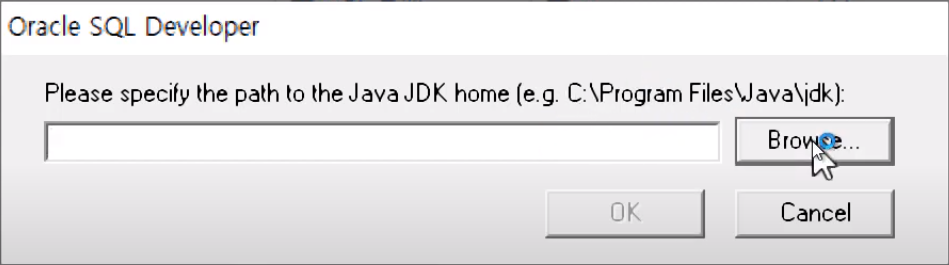 Oracle SQL Developer
Please specify the path to the Java JDK home (e.g. C:\Program Files\Java\jdk):
Browse...
OK
Cancel